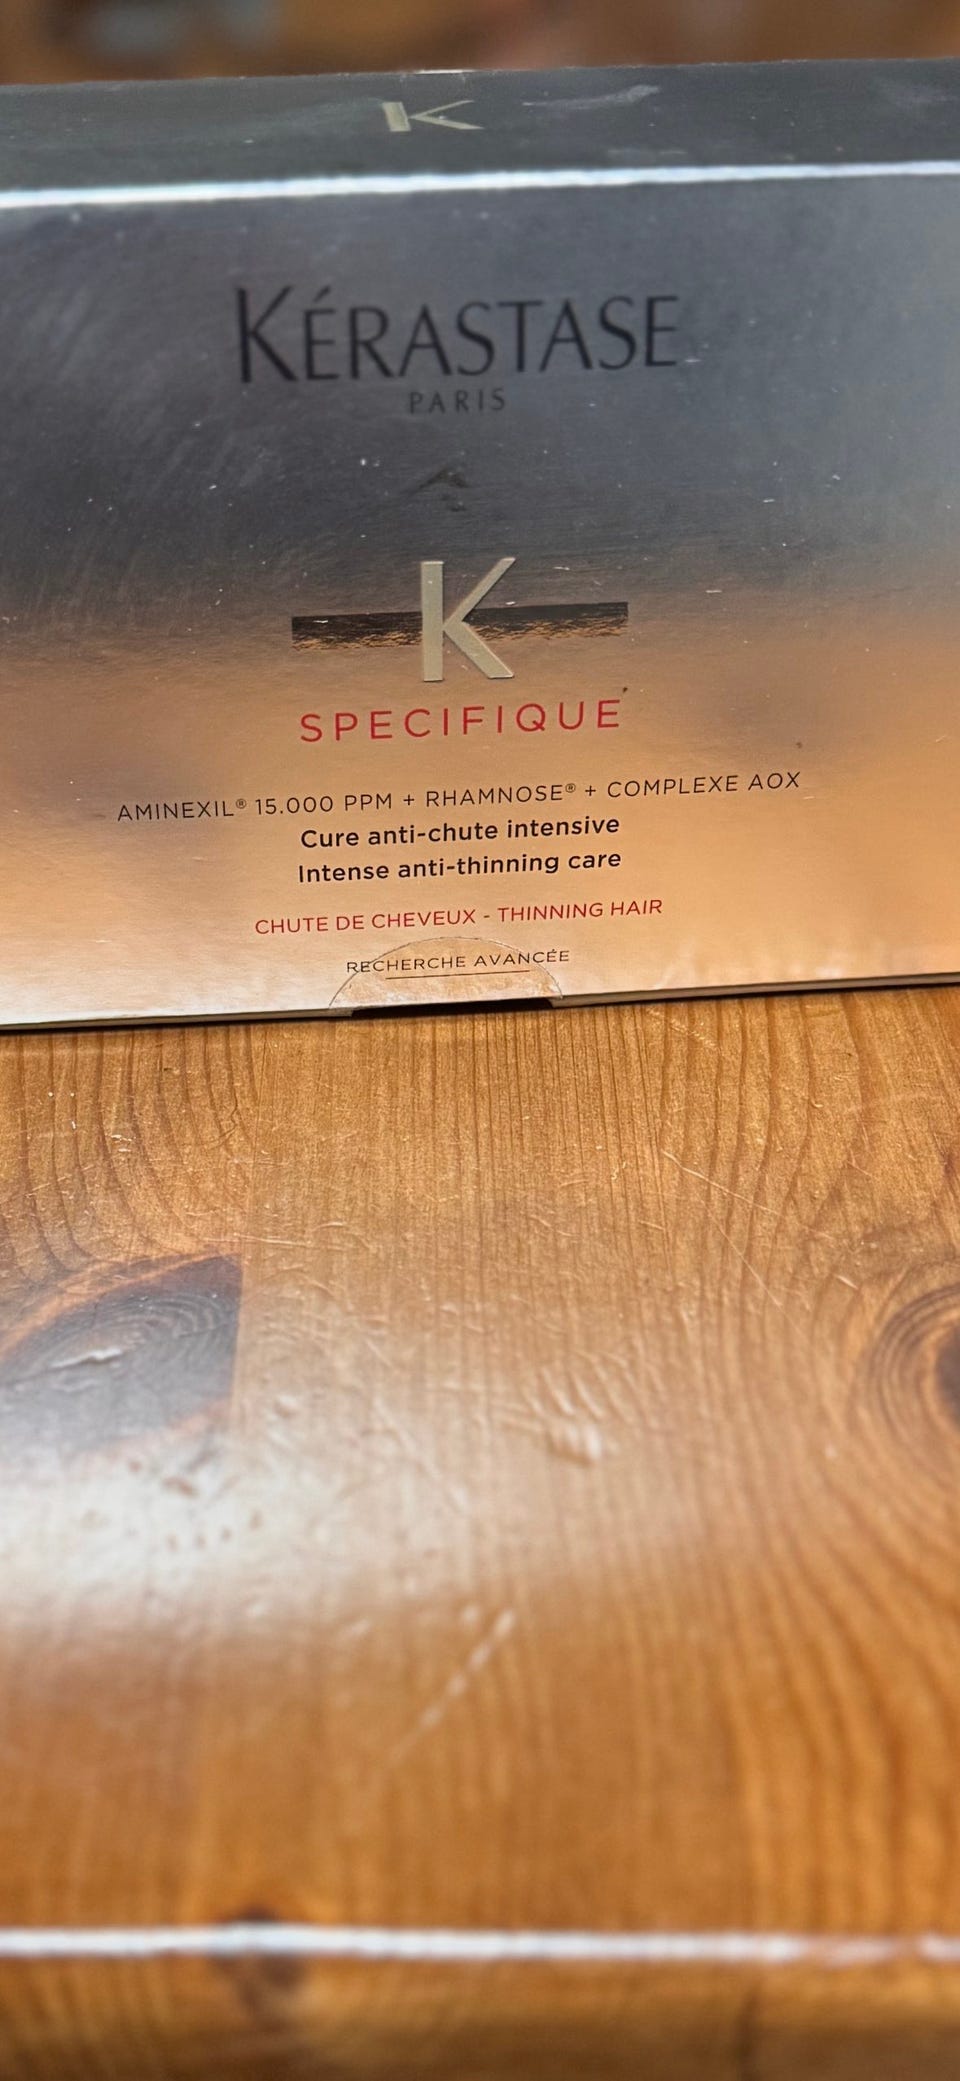 K
KÉRASTASE
PARIS
K
SPECIFIQUE
AMINEXIL® 15.000 PPM + RHAMNOSE® + COMPLEXE AOX
Cure anti-chute intensive
Intense anti-thinning care
CHUTE DE CHEVEUX - THINNING HAIR
RECHERCHE AVANCÉE